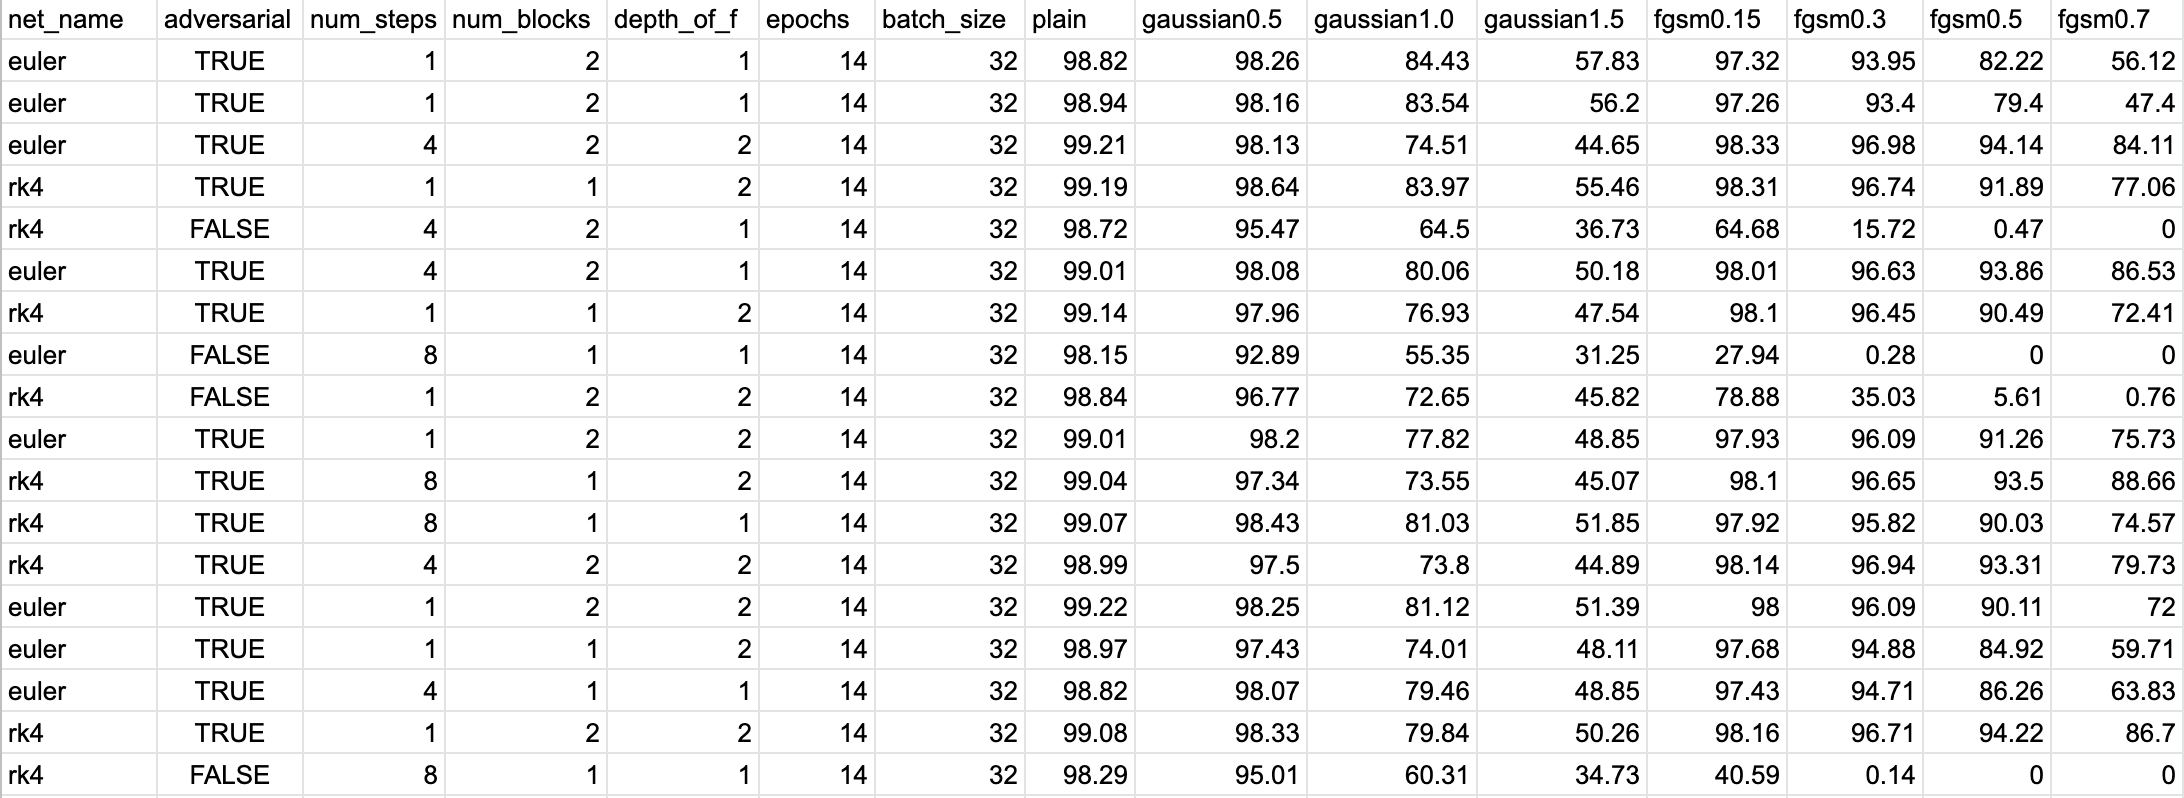 net_name adversarial num_steps num_blocks depth_of_f epochs batch_size plain gaussian0.5 gaussian1.0 gaussian1.5 fgsm0.15 fgsm0.3 fgsm0.5 fgsm0.7
euler TRUE 1 2 1 14 32 98.82 98.26 84.43 57.83 97.32 93.95 82.22 56.12
euler TRUE 1 2 1 14 32 98.94 98.16 83.54 56.2 97.26 93.4 79.4 47.4
euler TRUE 4 2 2 14 32 99.21 98.13 74.51 44.65 98.33 96.98 94.14 84.11
rk4 TRUE 1 1 2 14 32 99.19 98.64 83.97 55.46 98.31 96.74 91.89 77.06
rk4 FALSE 4 2 1 14 32 98.72 95.47 64.5 36.73 64.68 15.72 0.47 0
euler TRUE 4 2 1 14 32 99.01 98.08 80.06 50.18 98.01 96.63 93.86 86.53
rk4 TRUE 1 1 2 14 32 99.14 97.96 76.93 47.54 98.1 96.45 90.49 72.41
euler FALSE 8 1 1 14 32 98.15 92.89 55.35 31.25 27.94 0.28 0 0
rk4 FALSE 1 2 2 14 32 98.84 96.77 72.65 45.82 78.88 35.03 5.61 0.76
euler TRUE 1 2 2 14 32 99.01 98.2 77.82 48.85 97.93 96.09 91.26 75.73
rk4 TRUE 8 1 2 14 32 99.04 97.34 73.55 45.07 98.1 96.65 93.5 88.66
rk4 TRUE 8 1 1 14 32 99.07 98.43 81.03 51.85 97.92 95.82 90.03 74.57
rk4 TRUE 4 2 2 14 32 98.99 97.5 73.8 44.89 98.14 96.94 93.31 79.73
euler TRUE 1 2 2 14 32 99.22 98.25 81.12 51.39 98 96.09 90.11 72
euler TRUE 1 1 2 14 32 98.97 97.43 74.01 48.11 97.68 94.88 84.92 59.71
euler TRUE 4 1 1 14 32 98.82 98.07 79.46 48.85 97.43 94.71 86.26 63.83
rk4 TRUE 1 2 2 14 32 99.08 98.33 79.84 50.26 98.16 96.71 94.22 86.7
rk4 FALSE 8 1 1 14 32 98.29 95.01 60.31 34.73 40.59 0.14 0 0